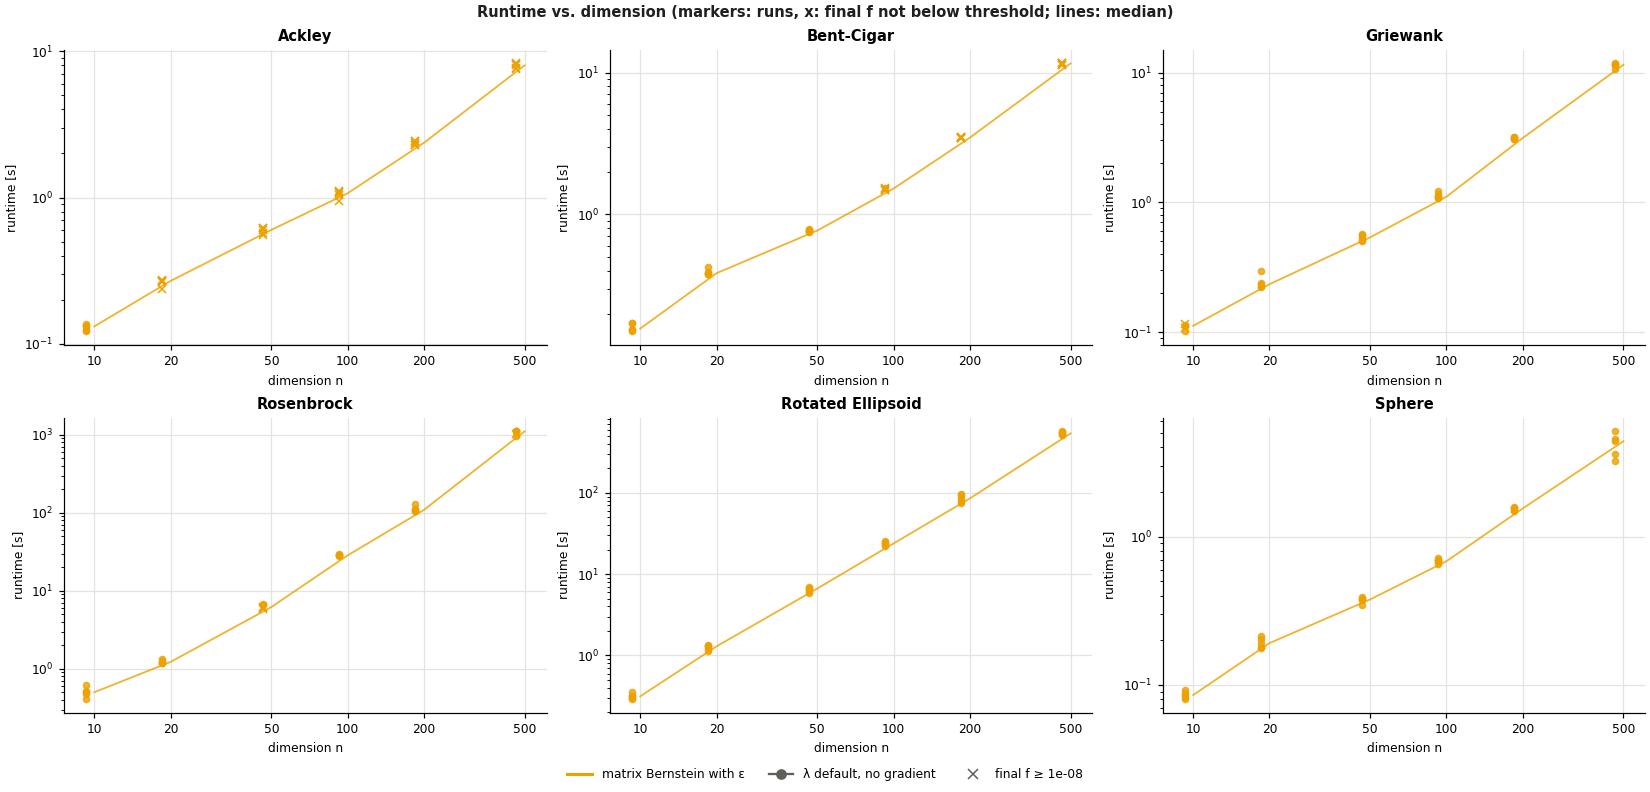 Runtime vs. dimension (markers: runs, x: final f not below threshold; lines: median)
Ackley
Bent-Cigar
Griewank
10¹
10⁰
10⁻¹
runtime [s]
10 20 50 100 200 500
dimension n
10¹
10⁰
runtime [s]
10 20 50 100 200 500
dimension n
10¹
10⁰
10⁻¹
runtime [s]
10 20 50 100 200 500
dimension n
Rosenbrock
Rotated Ellipsoid
Sphere
10³
10²
10¹
10⁰
runtime [s]
10 20 50 100 200 500
dimension n
10²
10¹
10⁰
runtime [s]
10 20 50 100 200 500
dimension n
10⁰
10⁻¹
runtime [s]
10 20 50 100 200 500
dimension n
matrix Bernstein with ε λ default, no gradient final f ≥ 1e-08